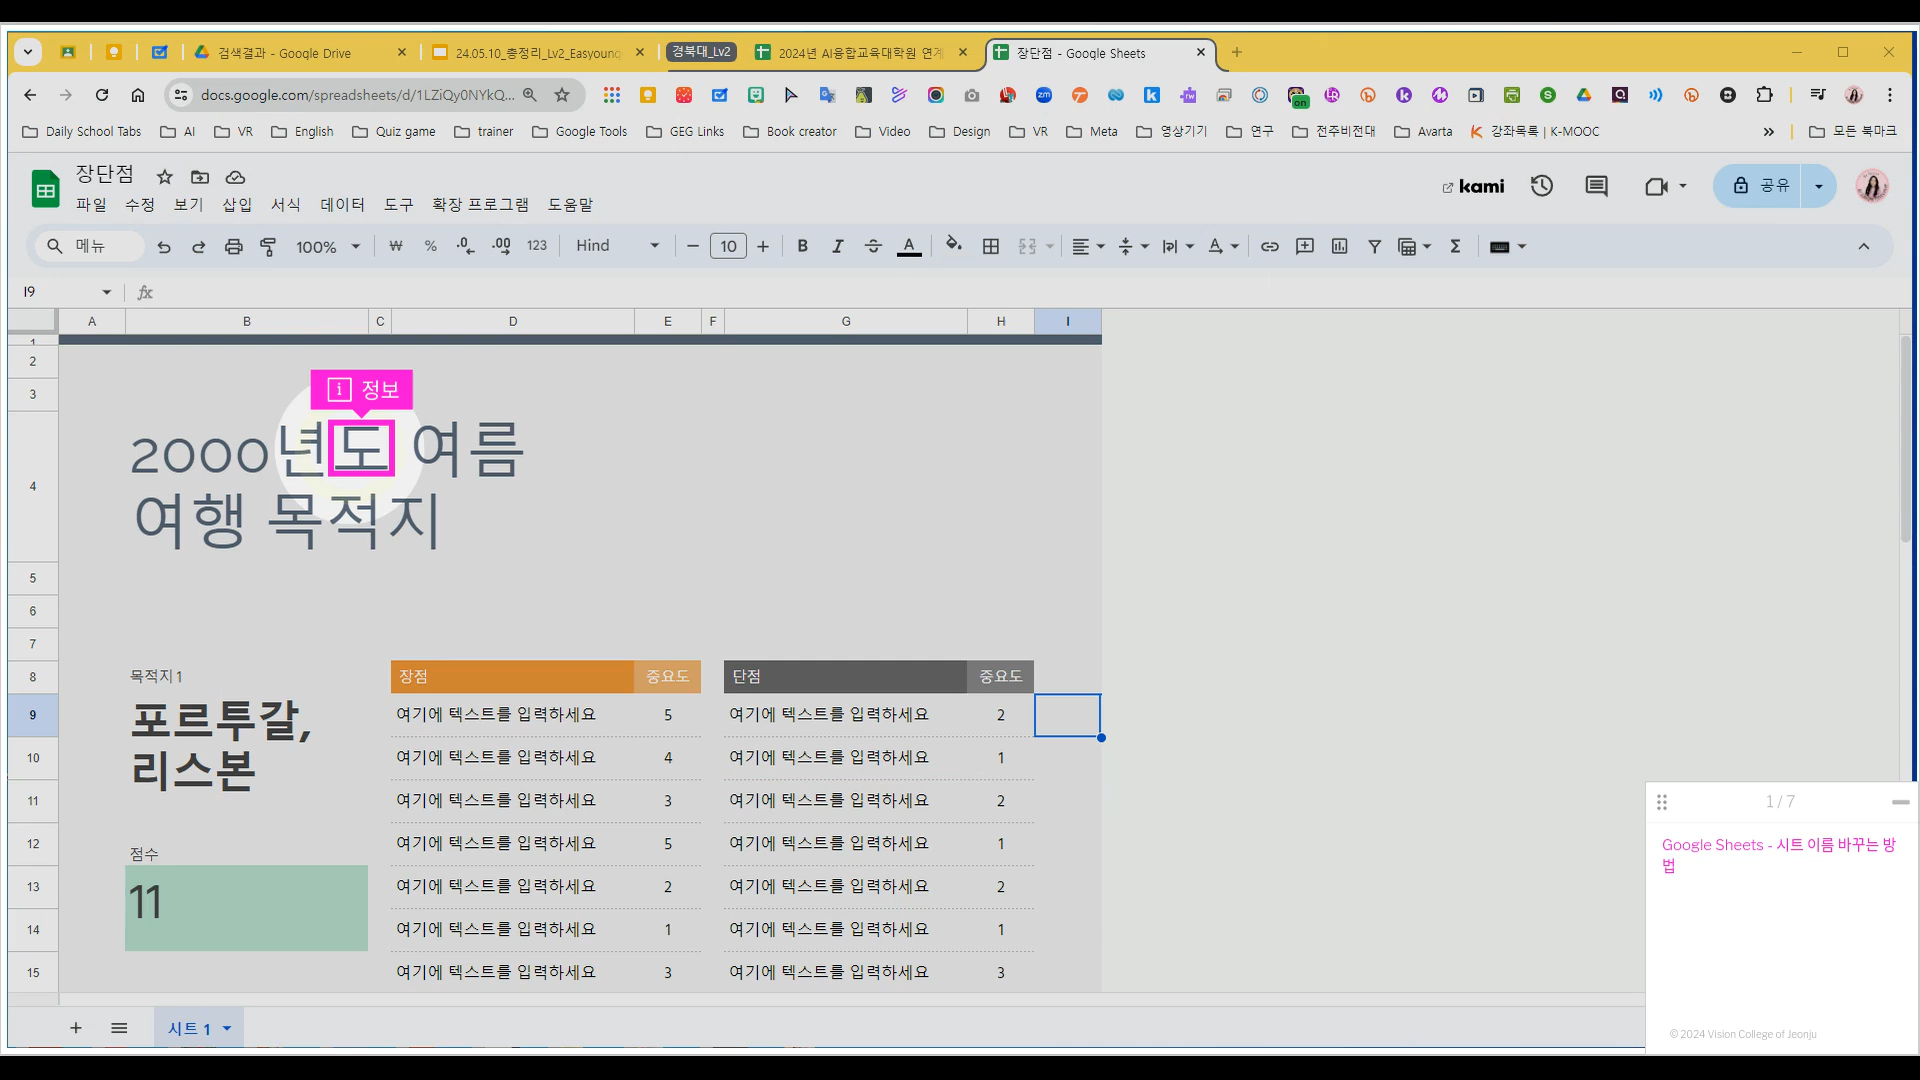 검색결과 - Google Drive
24.05.10_총정리_Lv2_Easyoung
경북대_Lv2
2024년 AI융합교육대학원 연계
장단점 - Google Sheets
docs.google.com/spreadsheets/d/1LZiQy0NYkQ...
Daily School Tabs
AI
VR
English
Quiz game
trainer
Google Tools
GEG Links
Book creator
Video
Design
VR
Meta
영상기기
연구
전주비전대
Avarta
강좌목록 | K-MOOC
모든 북마크
장단점
파일 수정 보기 삽입 서식 데이터 도구 확장 프로그램 도움말
kami
공유
메뉴
100%
₩ % .0 .00 123
Hind
10
B I A
I9
fx
A B C D E F G H I
1
2
3
4
5
6
7
8
9
10
11
12
13
14
15
정보
2000년도 여름
여행 목적지
목적지 1 장점 중요도 단점 중요도
포르투갈,
리스본
여기에 텍스트를 입력하세요 5 여기에 텍스트를 입력하세요 2
여기에 텍스트를 입력하세요 4 여기에 텍스트를 입력하세요 1
여기에 텍스트를 입력하세요 3 여기에 텍스트를 입력하세요 2
점수
여기에 텍스트를 입력하세요 5 여기에 텍스트를 입력하세요 1
11
여기에 텍스트를 입력하세요 2 여기에 텍스트를 입력하세요 2
여기에 텍스트를 입력하세요 1 여기에 텍스트를 입력하세요 1
여기에 텍스트를 입력하세요 3 여기에 텍스트를 입력하세요 3
시트 1
1 / 7
Google Sheets - 시트 이름 바꾸는 방
법
© 2024 Vision College of Jeonju